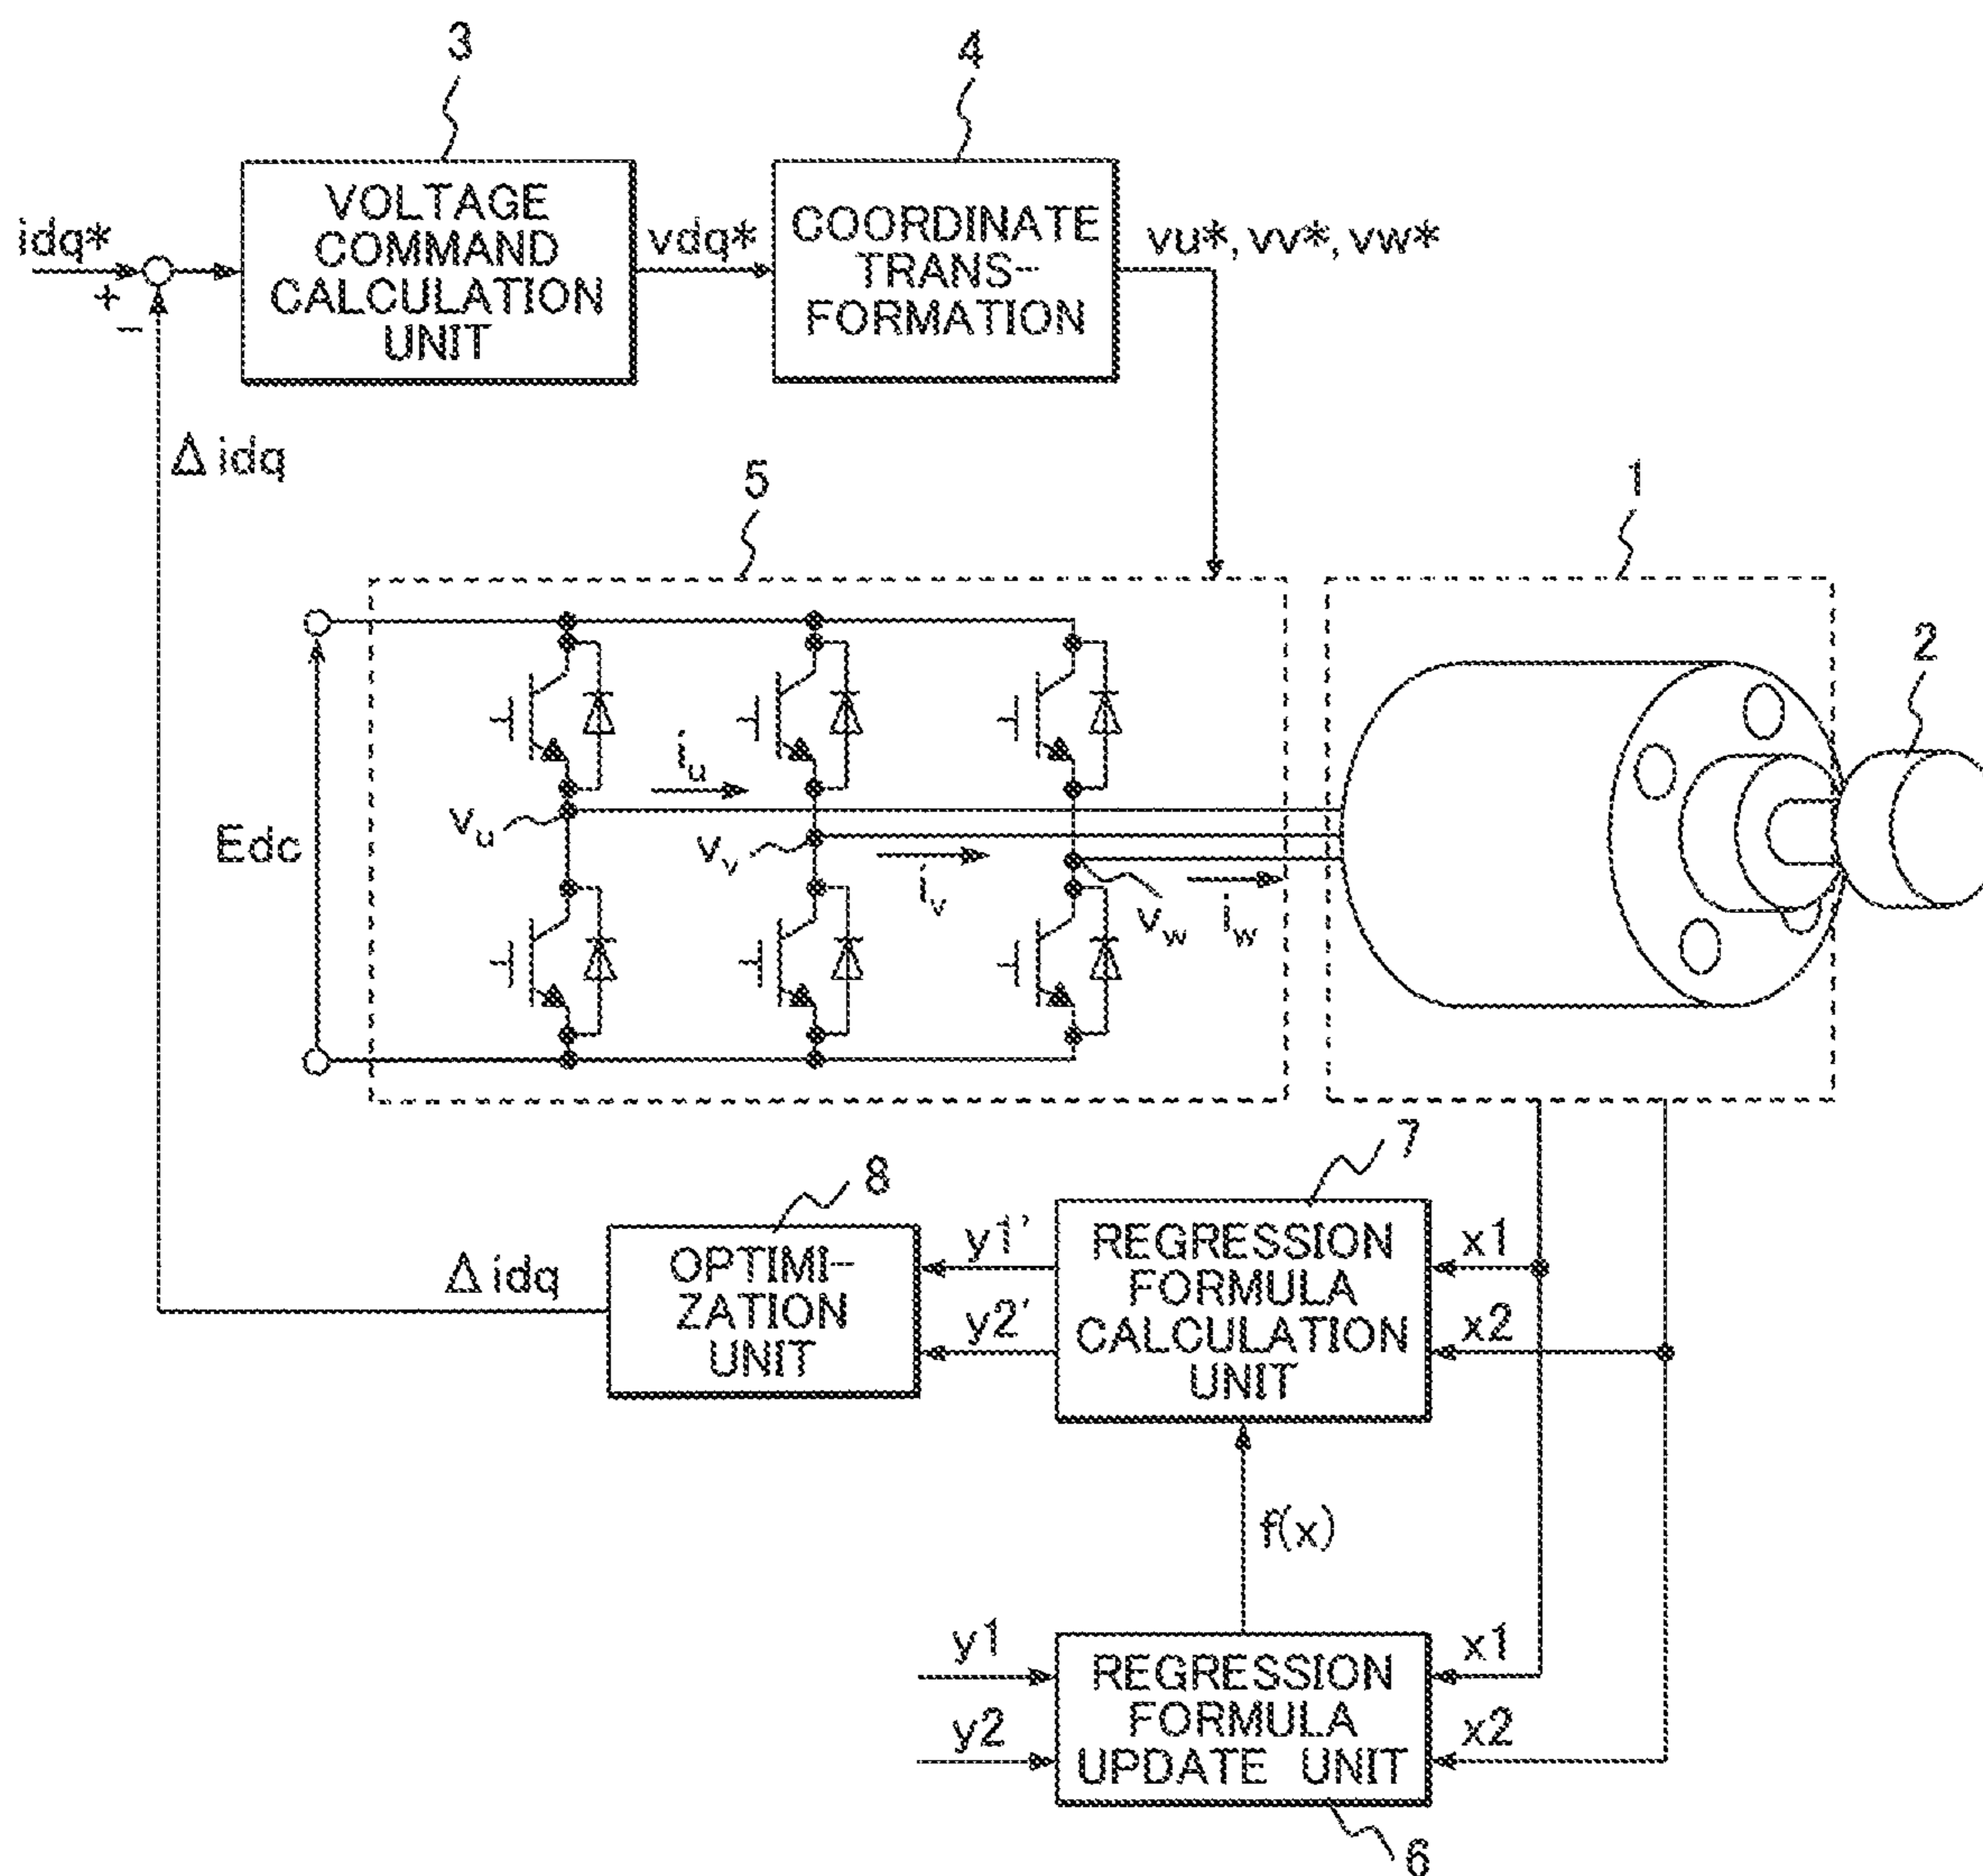 3
4
idq*
+
−
VOLTAGE
COMMAND
CALCULATION
UNIT
vdq*
COORDINATE
TRANS-
FORMATION
vu*, vv*, vw*
Δidq
5
1
2
Edc
iu
vu
vv
iv
vw
iw
7
8
Δidq
OPTIMI-
ZATION
UNIT
y1'
y2'
REGRESSION
FORMULA
CALCULATION
UNIT
x1
x2
f(x)
y1
y2
REGRESSION
FORMULA
UPDATE UNIT
x1
x2
6